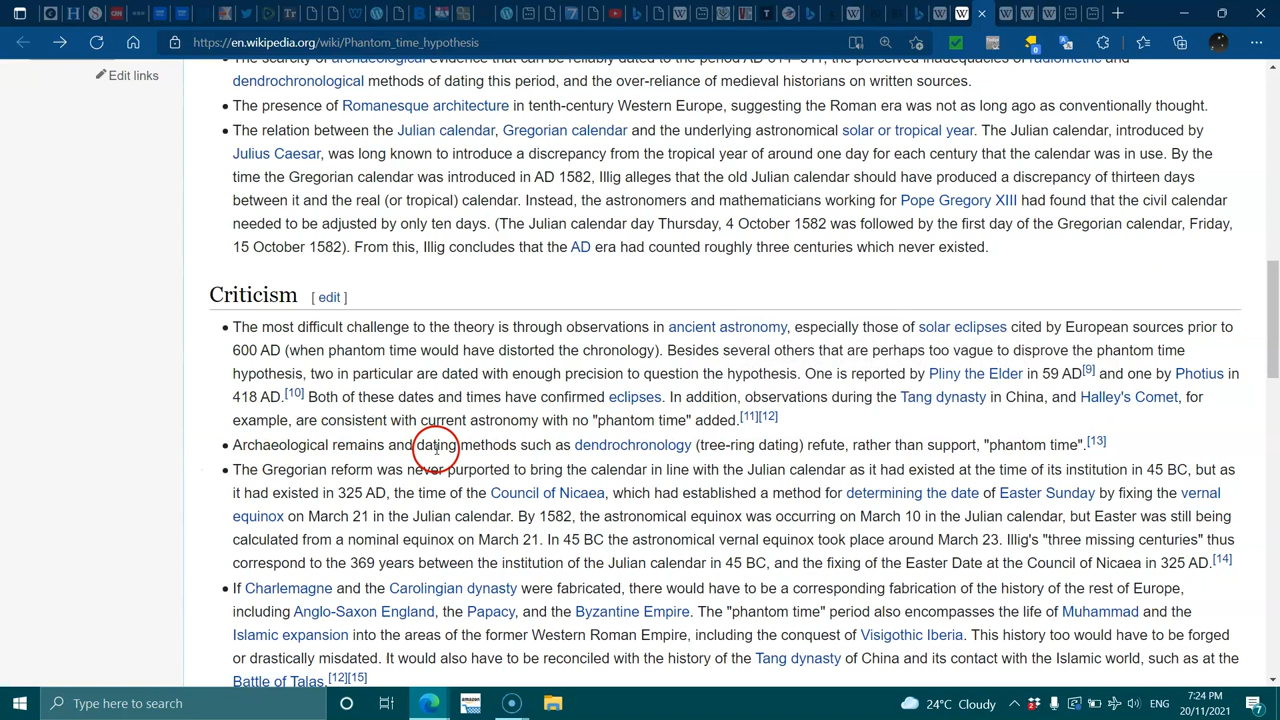 https://en.wikipedia.org/wiki/Phantom_time_hypothesis
Edit links
dendrochronological methods of dating this period, and the over-reliance of medieval historians on written sources.
• The presence of Romanesque architecture in tenth-century Western Europe, suggesting the Roman era was not as long ago as conventionally thought.
• The relation between the Julian calendar, Gregorian calendar and the underlying astronomical solar or tropical year. The Julian calendar, introduced by
Julius Caesar, was long known to introduce a discrepancy from the tropical year of around one day for each century that the calendar was in use. By the
time the Gregorian calendar was introduced in AD 1582, Illig alleges that the old Julian calendar should have produced a discrepancy of thirteen days
between it and the real (or tropical) calendar. Instead, the astronomers and mathematicians working for Pope Gregory XIII had found that the civil calendar
needed to be adjusted by only ten days. (The Julian calendar day Thursday, 4 October 1582 was followed by the first day of the Gregorian calendar, Friday,
15 October 1582). From this, Illig concludes that the AD era had counted roughly three centuries which never existed.
Criticism [ edit ]
• The most difficult challenge to the theory is through observations in ancient astronomy, especially those of solar eclipses cited by European sources prior to
600 AD (when phantom time would have distorted the chronology). Besides several others that are perhaps too vague to disprove the phantom time
hypothesis, two in particular are dated with enough precision to question the hypothesis. One is reported by Pliny the Elder in 59 AD[9] and one by Photius in
418 AD.[10] Both of these dates and times have confirmed eclipses. In addition, observations during the Tang dynasty in China, and Halley's Comet, for
example, are consistent with current astronomy with no "phantom time" added.[11][12]
• Archaeological remains and dating methods such as dendrochronology (tree-ring dating) refute, rather than support, "phantom time".[13]
• The Gregorian reform was never purported to bring the calendar in line with the Julian calendar as it had existed at the time of its institution in 45 BC, but as
it had existed in 325 AD, the time of the Council of Nicaea, which had established a method for determining the date of Easter Sunday by fixing the vernal
equinox on March 21 in the Julian calendar. By 1582, the astronomical equinox was occurring on March 10 in the Julian calendar, but Easter was still being
calculated from a nominal equinox on March 21. In 45 BC the astronomical vernal equinox took place around March 23. Illig's "three missing centuries" thus
correspond to the 369 years between the institution of the Julian calendar in 45 BC, and the fixing of the Easter Date at the Council of Nicaea in 325 AD.[14]
• If Charlemagne and the Carolingian dynasty were fabricated, there would have to be a corresponding fabrication of the history of the rest of Europe,
including Anglo-Saxon England, the Papacy, and the Byzantine Empire. The "phantom time" period also encompasses the life of Muhammad and the
Islamic expansion into the areas of the former Western Roman Empire, including the conquest of Visigothic Iberia. This history too would have to be forged
or drastically misdated. It would also have to be reconciled with the history of the Tang dynasty of China and its contact with the Islamic world, such as at the
Battle of Talas.[12][15]
Type here to search
24°C Cloudy
ENG
7:24 PM
20/11/2021